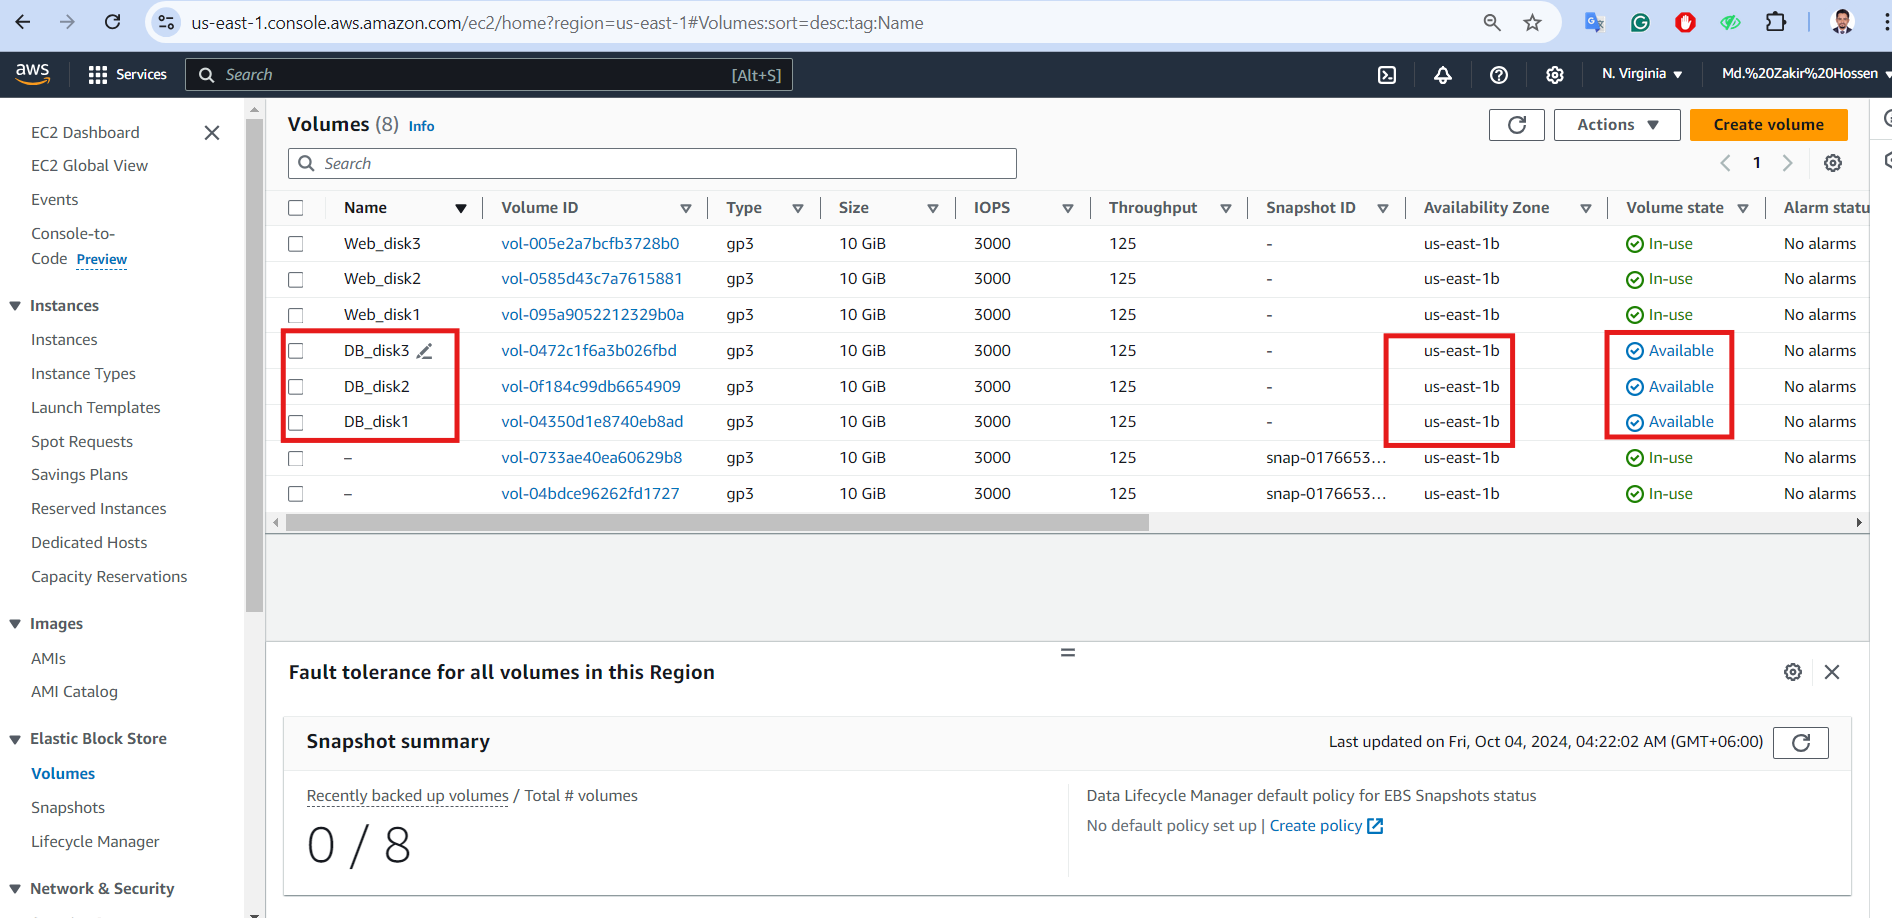 us-east-1.console.aws.amazon.com/ec2/home?region=us-east-1#Volumes:sort=desc:tag:Name
aws Services Search [Alt+S] N. Virginia Md.%20Zakir%20Hossen
EC2 Dashboard
EC2 Global View
Events
Console-to-
Code Preview
Instances
Instances
Instance Types
Launch Templates
Spot Requests
Savings Plans
Reserved Instances
Dedicated Hosts
Capacity Reservations
Images
AMIs
AMI Catalog
Elastic Block Store
Volumes
Snapshots
Lifecycle Manager
Network & Security
Volumes (8) Info
Actions
Create volume
Search
1
Name Volume ID Type Size IOPS Throughput Snapshot ID Availability Zone Volume state Alarm statu
Web_disk3 vol-005e2a7bcfb3728b0 gp3 10 GiB 3000 125 - us-east-1b In-use No alarms
Web_disk2 vol-0585d43c7a7615881 gp3 10 GiB 3000 125 - us-east-1b In-use No alarms
Web_disk1 vol-095a9052212329b0a gp3 10 GiB 3000 125 - us-east-1b In-use No alarms
DB_disk3 vol-0472c1f6a3b026fbd gp3 10 GiB 3000 125 - us-east-1b Available No alarms
DB_disk2 vol-0f184c99db6654909 gp3 10 GiB 3000 125 - us-east-1b Available No alarms
DB_disk1 vol-04350d1e8740eb8ad gp3 10 GiB 3000 125 - us-east-1b Available No alarms
– vol-0733ae40ea60629b8 gp3 10 GiB 3000 125 snap-0176653... us-east-1b In-use No alarms
– vol-04bdce96262fd1727 gp3 10 GiB 3000 125 snap-0176653... us-east-1b In-use No alarms
Fault tolerance for all volumes in this Region
Snapshot summary
Last updated on Fri, Oct 04, 2024, 04:22:02 AM (GMT+06:00)
Recently backed up volumes / Total # volumes
0 / 8
Data Lifecycle Manager default policy for EBS Snapshots status
No default policy set up | Create policy